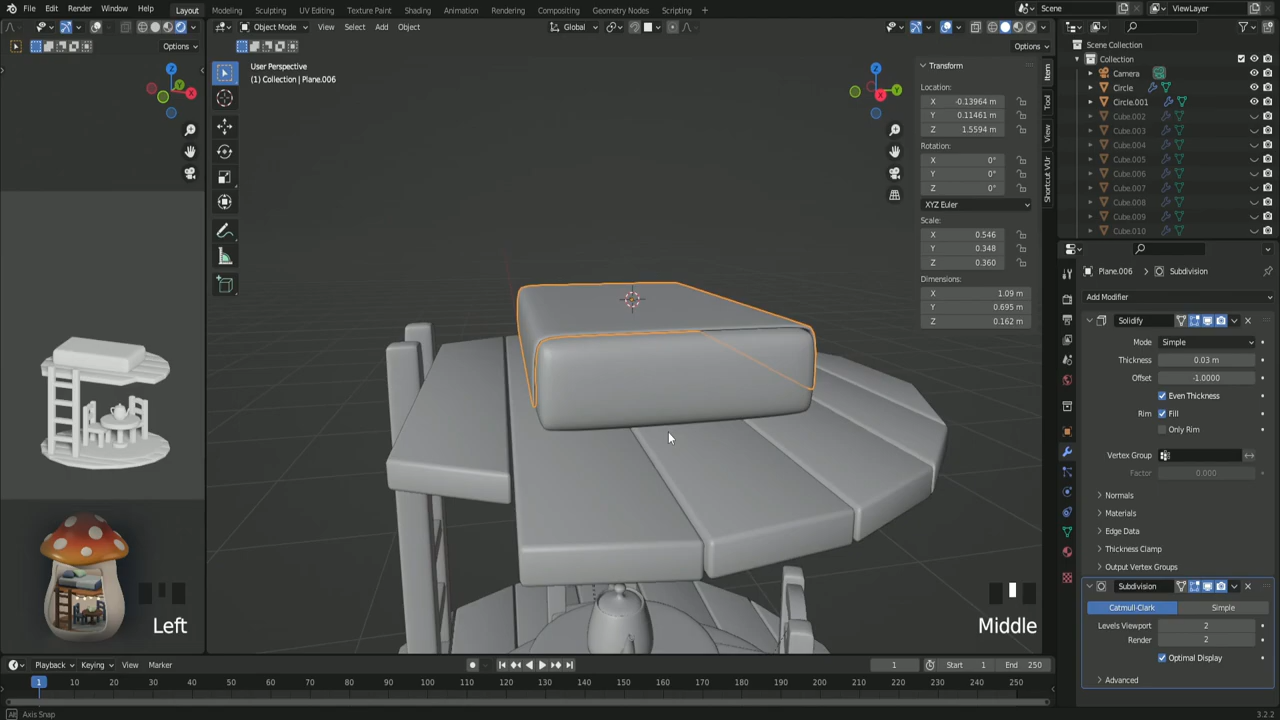 File Edit Render Window Help Layout Modeling Sculpting UV Editing Texture Paint Shading Animation Rendering Compositing Geometry Nodes Scripting + Scene ViewLayer
Object Mode View Select Add Object Global
Options Options
User Perspective
(1) Collection | Plane.006
Transform
Location:
X -0.13964 m
Y 0.11461 m
Z 1.5594 m
Rotation:
X 0°
Y 0°
Z 0°
XYZ Euler
Scale:
X 0.546
Y 0.348
Z 0.360
Dimensions:
X 1.09 m
Y 0.695 m
Z 0.162 m
Item
Tool
View
Shortcut VUr
Scene Collection
Collection
Camera
Circle
Circle.001
Cube.002
Cube.003
Cube.004
Cube.005
Cube.006
Cube.007
Cube.008
Cube.009
Cube.010
Plane.006 > Subdivision
Add Modifier
Solidify
Mode Simple
Thickness 0.03 m
Offset -1.0000
Even Thickness
Rim Fill
Only Rim
Vertex Group
Factor 0.000
Normals
Materials
Edge Data
Thickness Clamp
Output Vertex Groups
Subdivision
Catmull-Clark Simple
Levels Viewport 2
Render 2
Optimal Display
Advanced
Left
Middle
Playback Keying View Marker 1 Start 1 End 250
1 10 20 30 40 50 60 70 80 90 100 110 120 130 140 150 160 170 180 190 200 210 220 230 240 250
Alt Axis Snap 3.2.2